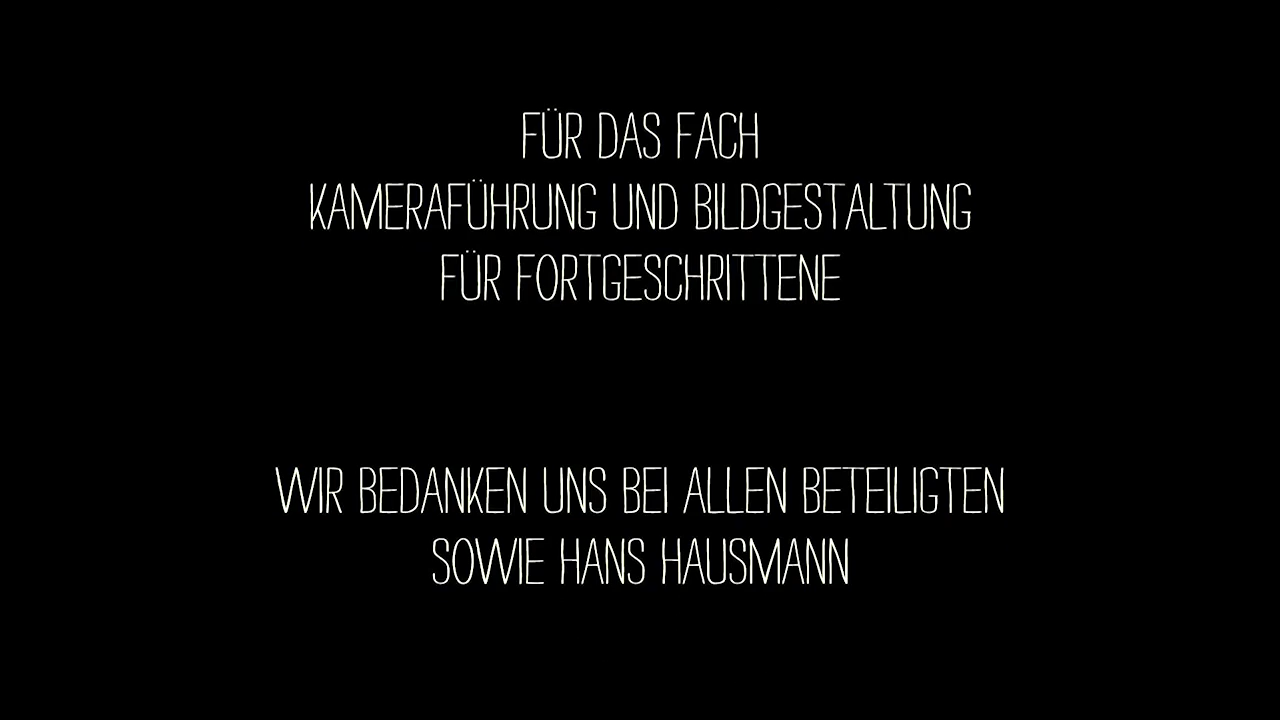 FÜR DAS FACH
KAMERAFÜHRUNG UND BILDGESTALTUNG
FÜR FORTGESCHRITTENE
WIR BEDANKEN UNS BEI ALLEN BETEILIGTEN
SOWIE HANS HAUSMANN